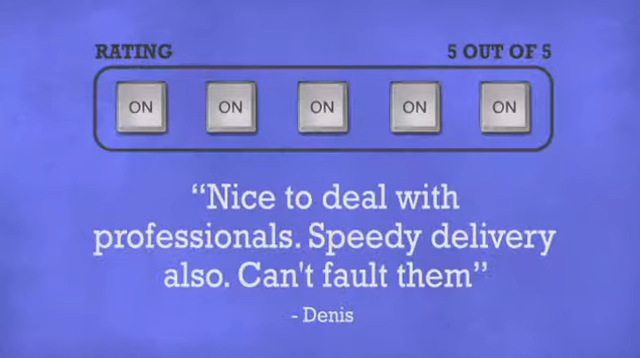 RATING 5 OUT OF 5
ON ON ON ON ON
“Nice to deal with
professionals. Speedy delivery
also. Can't fault them”
- Denis